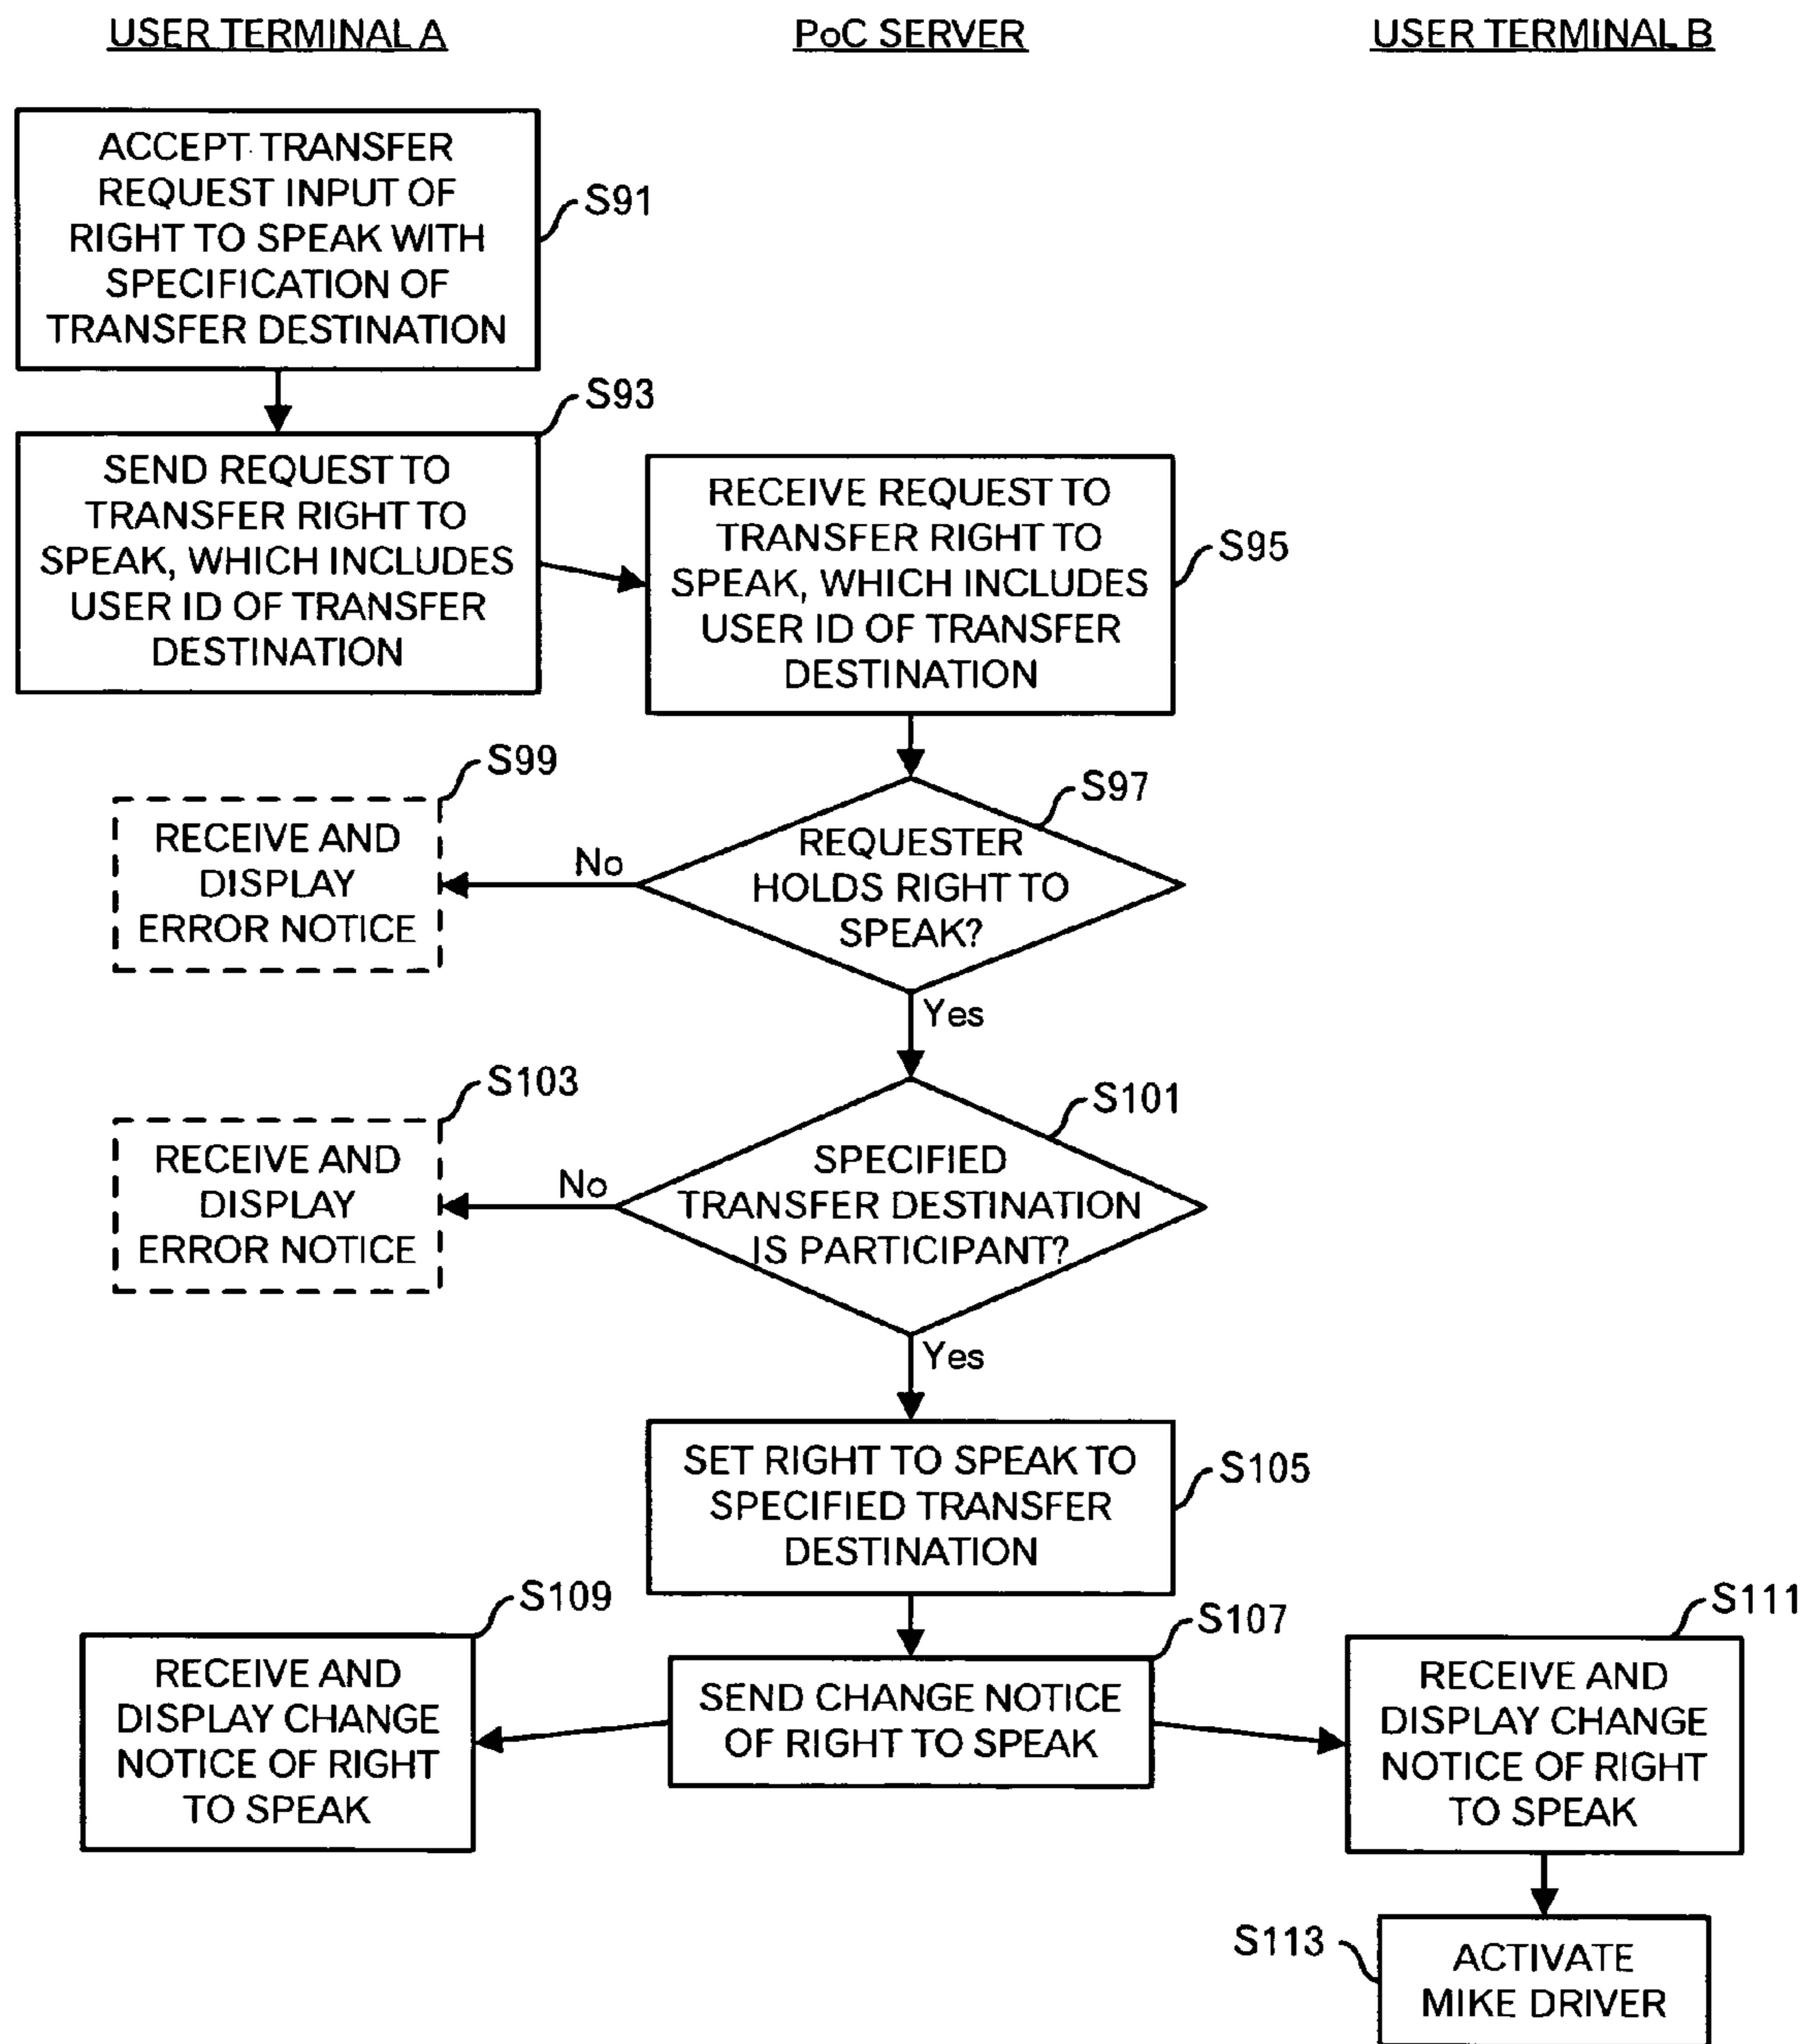 USER TERMINAL A
PoC SERVER
USER TERMINAL B
ACCEPT TRANSFER
REQUEST INPUT OF
RIGHT TO SPEAK WITH
SPECIFICATION OF
TRANSFER DESTINATION
S91
S93
SEND REQUEST TO
TRANSFER RIGHT TO
SPEAK, WHICH INCLUDES
USER ID OF TRANSFER
DESTINATION
RECEIVE REQUEST TO
TRANSFER RIGHT TO
SPEAK, WHICH INCLUDES
USER ID OF TRANSFER
DESTINATION
S95
S97
REQUESTER
HOLDS RIGHT TO
SPEAK?
No
S99
RECEIVE AND
DISPLAY
ERROR NOTICE
Yes
S101
SPECIFIED
TRANSFER DESTINATION
IS PARTICIPANT?
No
S103
RECEIVE AND
DISPLAY
ERROR NOTICE
Yes
SET RIGHT TO SPEAK TO
SPECIFIED TRANSFER
DESTINATION
S105
S107
SEND CHANGE NOTICE
OF RIGHT TO SPEAK
S109
RECEIVE AND
DISPLAY CHANGE
NOTICE OF RIGHT
TO SPEAK
S111
RECEIVE AND
DISPLAY CHANGE
NOTICE OF RIGHT
TO SPEAK
S113
ACTIVATE
MIKE DRIVER